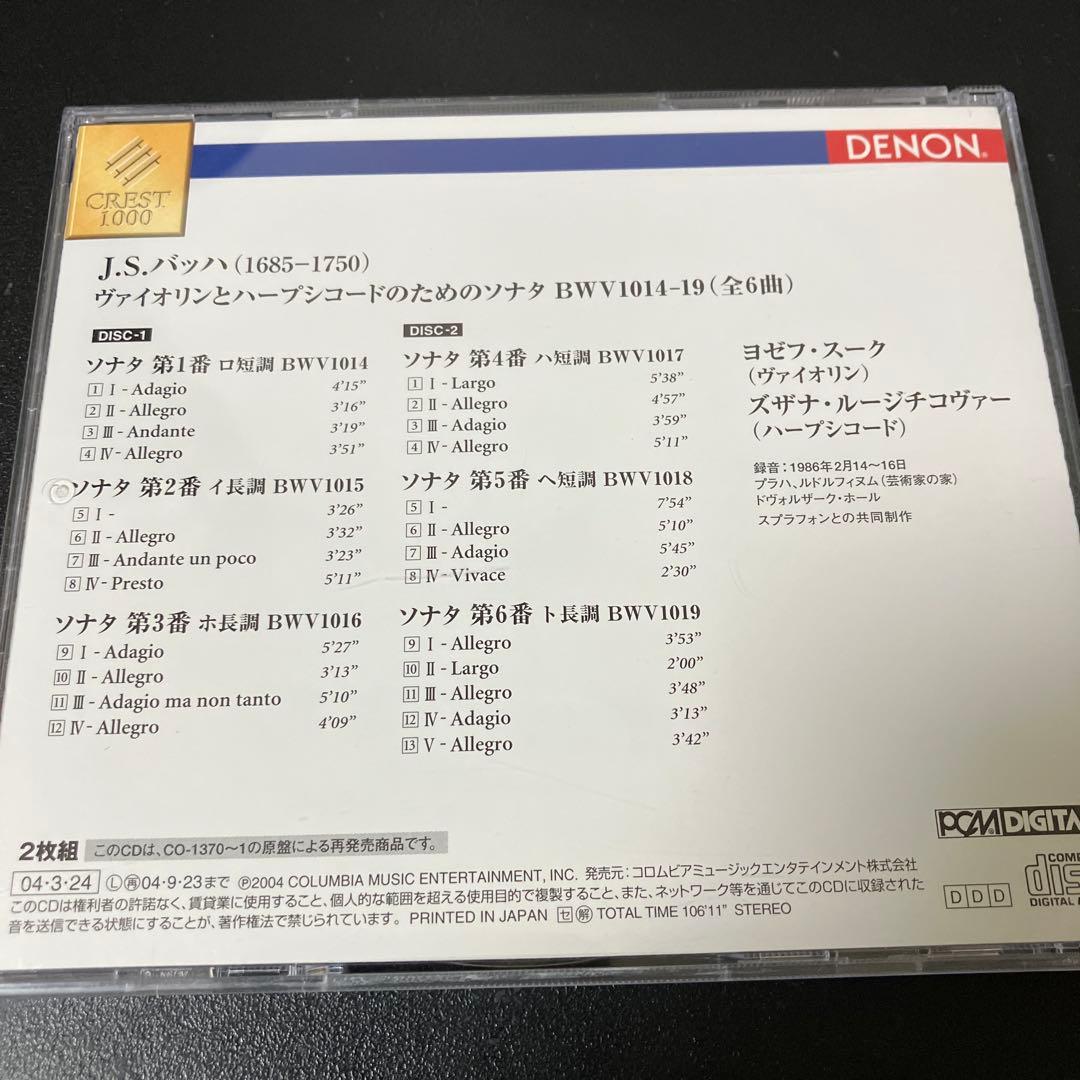 CREST
1000
DENON
J.S.バッハ(1685−1750)
ヴァイオリンとハープシコードのためのソナタ BWV1014-19(全6曲)
DISC-1
ソナタ 第1番 ロ短調 BWV1014
1 I - Adagio 4'15"
2 II - Allegro 3'16"
3 III - Andante 3'19"
4 IV - Allegro 3'51"
ソナタ 第2番 イ長調 BWV1015
5 I - 3'26"
6 II - Allegro 3'32"
7 III - Andante un poco 3'23"
8 IV - Presto 5'11"
ソナタ 第3番 ホ長調 BWV1016
9 I - Adagio 5'27"
10 II - Allegro 3'13"
11 III - Adagio ma non tanto 5'10"
12 IV - Allegro 4'09"
DISC-2
ソナタ 第4番 ハ短調 BWV1017
1 I - Largo 5'38"
2 II - Allegro 4'57"
3 III - Adagio 3'59"
4 IV - Allegro 5'11"
ソナタ 第5番 ヘ短調 BWV1018
5 I - 7'54"
6 II - Allegro 5'10"
7 III - Adagio 5'45"
8 IV - Vivace 2'30"
ソナタ 第6番 ト長調 BWV1019
9 I - Allegro 3'53"
10 II - Largo 2'00"
11 III - Allegro 3'48"
12 IV - Adagio 3'13"
13 V - Allegro 3'42"
ヨゼフ・スーク
(ヴァイオリン)
ズザナ・ルージチコヴァー
(ハープシコード)
録音:1986年2月14〜16日
プラハ、ルドルフィヌム(芸術家の家)
ドヴォルザーク・ホール
スプラフォンとの共同制作
PCM DIGITA
2枚組 このCDは、CO-1370〜1の原盤による再発売商品です。
04・3・24 Ⓛ㊢04・9・23まで ℗2004 COLUMBIA MUSIC ENTERTAINMENT, INC. 発売元:コロムビアミュージックエンタテインメント株式会社
このCDは権利者の許諾なく、賃貸業に使用すること、個人的な範囲を超える使用目的で複製すること、また、ネットワーク等を通じてこのCDに収録された
音を送信できる状態にすることが、著作権法で禁じられています。 PRINTED IN JAPAN セ 解 TOTAL TIME 106'11" STEREO
DDD
COMP
disc
DIGITAL A